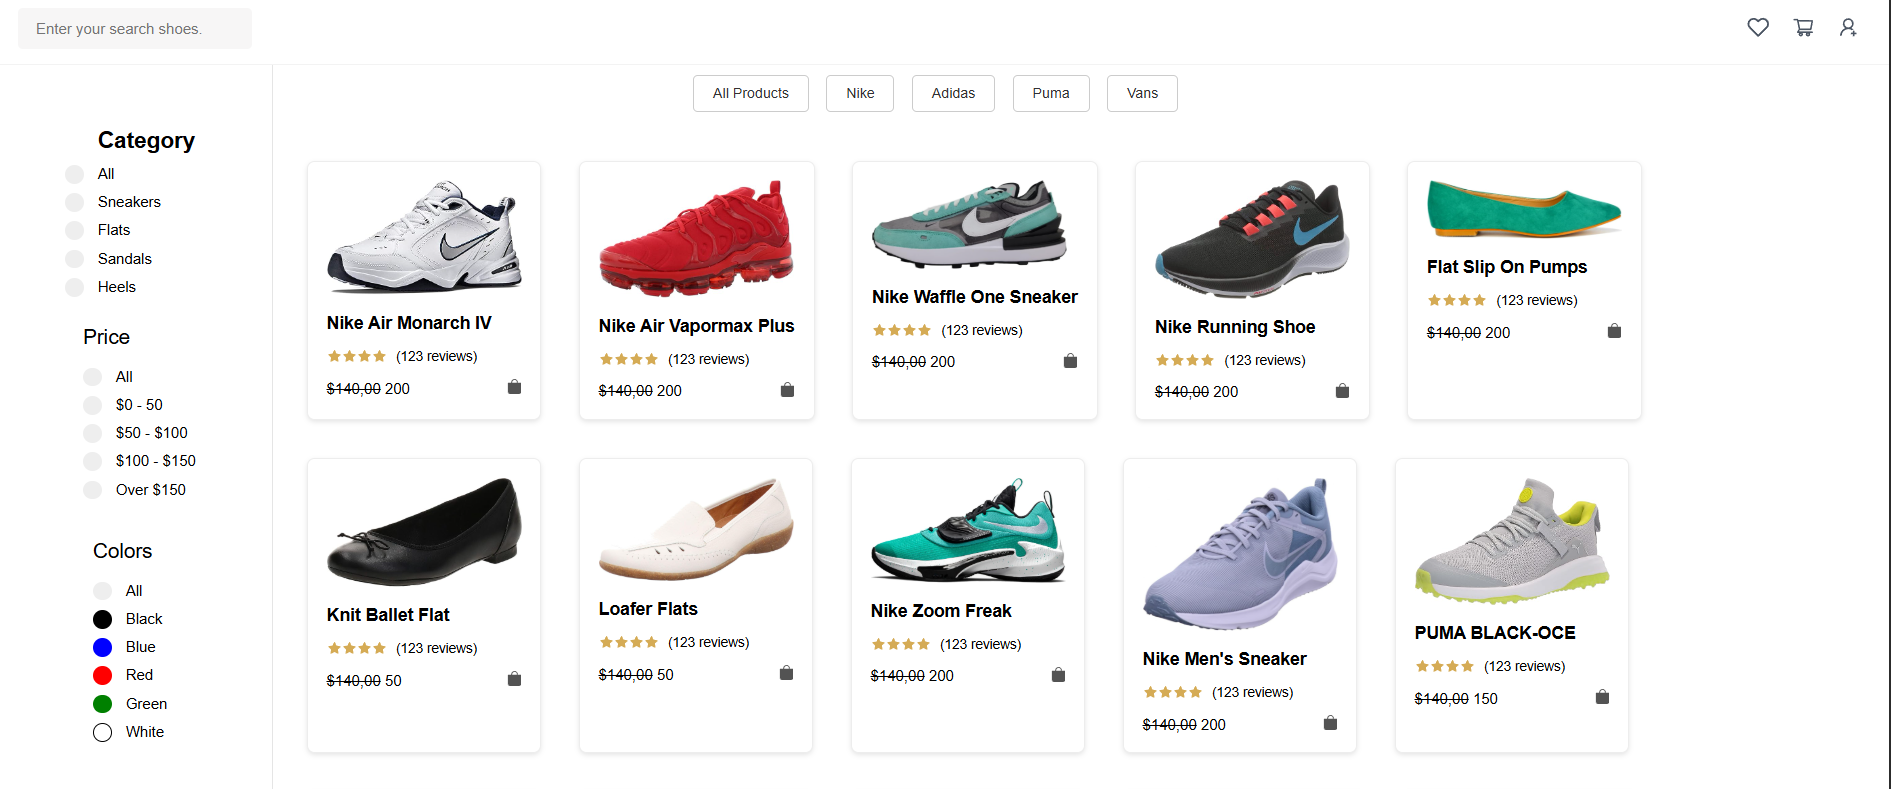 Enter your search shoes.
All Products
Nike
Adidas
Puma
Vans
Category
All
Sneakers
Flats
Sandals
Heels
Price
All
$0 - 50
$50 - $100
$100 - $150
Over $150
Colors
All
Black
Blue
Red
Green
White
Nike Air Monarch IV
(123 reviews)
$140,00 200
Nike Air Vapormax Plus
(123 reviews)
$140,00 200
Nike Waffle One Sneaker
(123 reviews)
$140,00 200
Nike Running Shoe
(123 reviews)
$140,00 200
Flat Slip On Pumps
(123 reviews)
$140,00 200
Knit Ballet Flat
(123 reviews)
$140,00 50
Loafer Flats
(123 reviews)
$140,00 50
Nike Zoom Freak
(123 reviews)
$140,00 200
Nike Men's Sneaker
(123 reviews)
$140,00 200
PUMA BLACK-OCE
(123 reviews)
$140,00 150